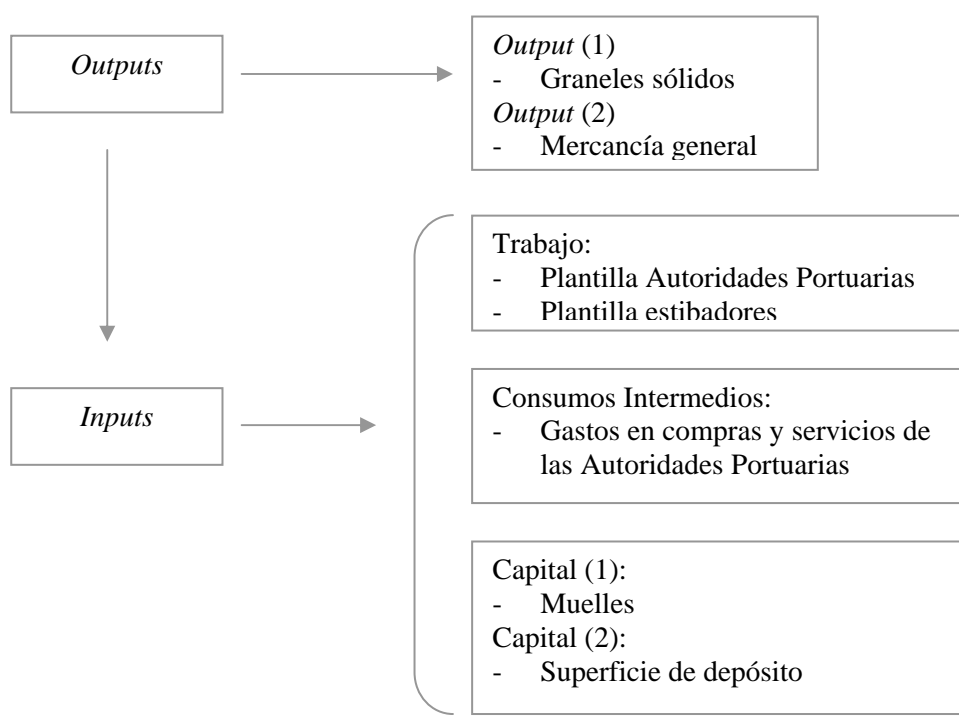 Outputs
Output (1)
- Graneles sólidos
Output (2)
- Mercancía general
Trabajo:
- Plantilla Autoridades Portuarias
- Plantilla estibadores
Inputs
Consumos Intermedios:
- Gastos en compras y servicios de
las Autoridades Portuarias
Capital (1):
- Muelles
Capital (2):
- Superficie de depósito